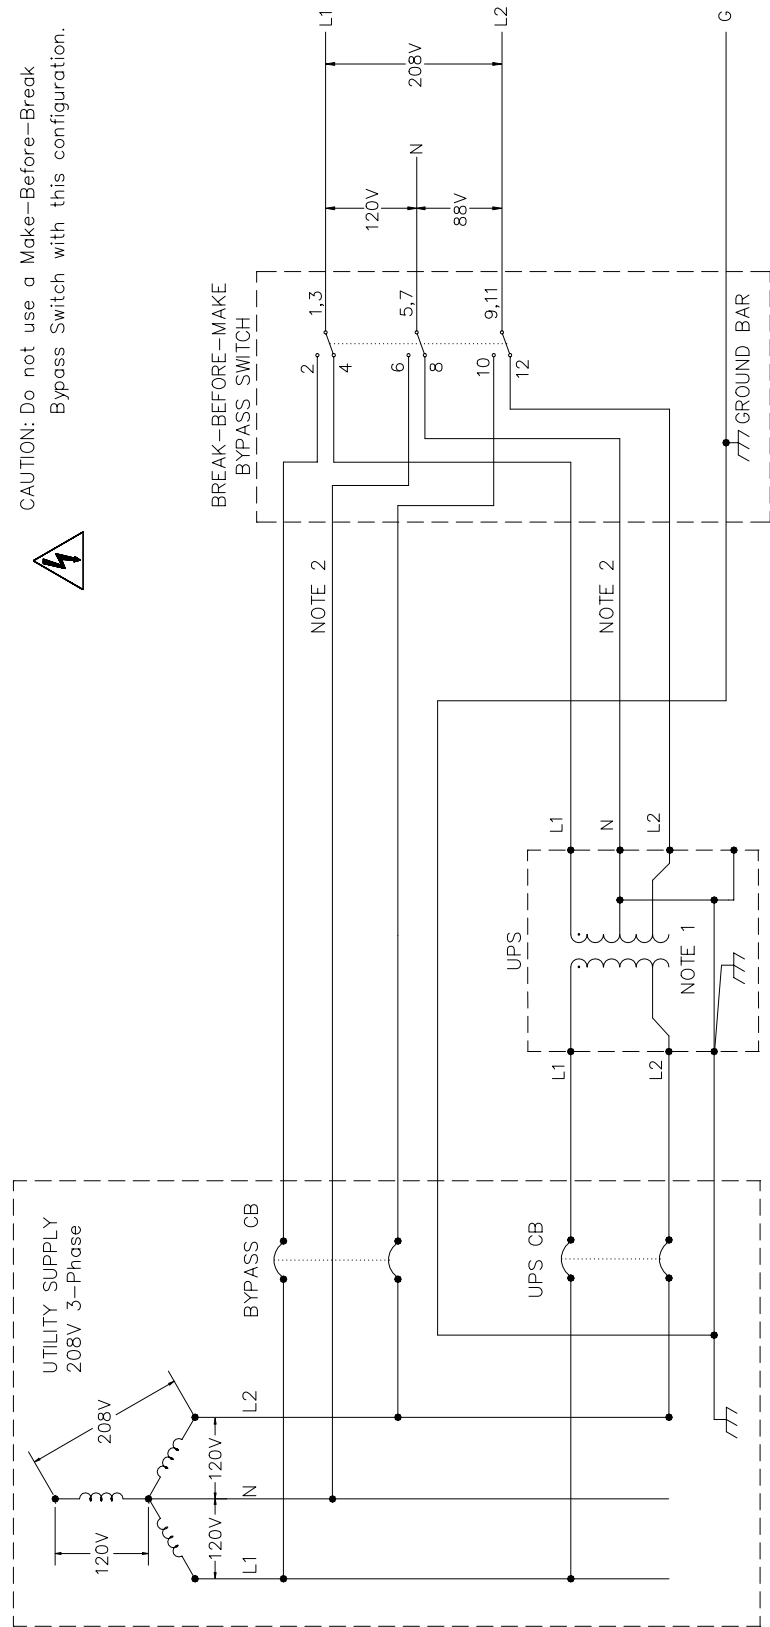 CAUTION: Do not use a Make–Before–Break
Bypass Switch with this configuration.
UTILITY SUPPLY
208V 3–Phase
208V
120V
120V
120V
L1
N
L2
BYPASS CB
UPS CB
L1
L2
UPS
NOTE 1
L1
N
L2
NOTE 2
NOTE 2
BREAK–BEFORE–MAKE
BYPASS SWITCH
2
4
6
8
10
12
1,3
5,7
9,11
GROUND BAR
120V
88V
208V
L1
N
L2
G